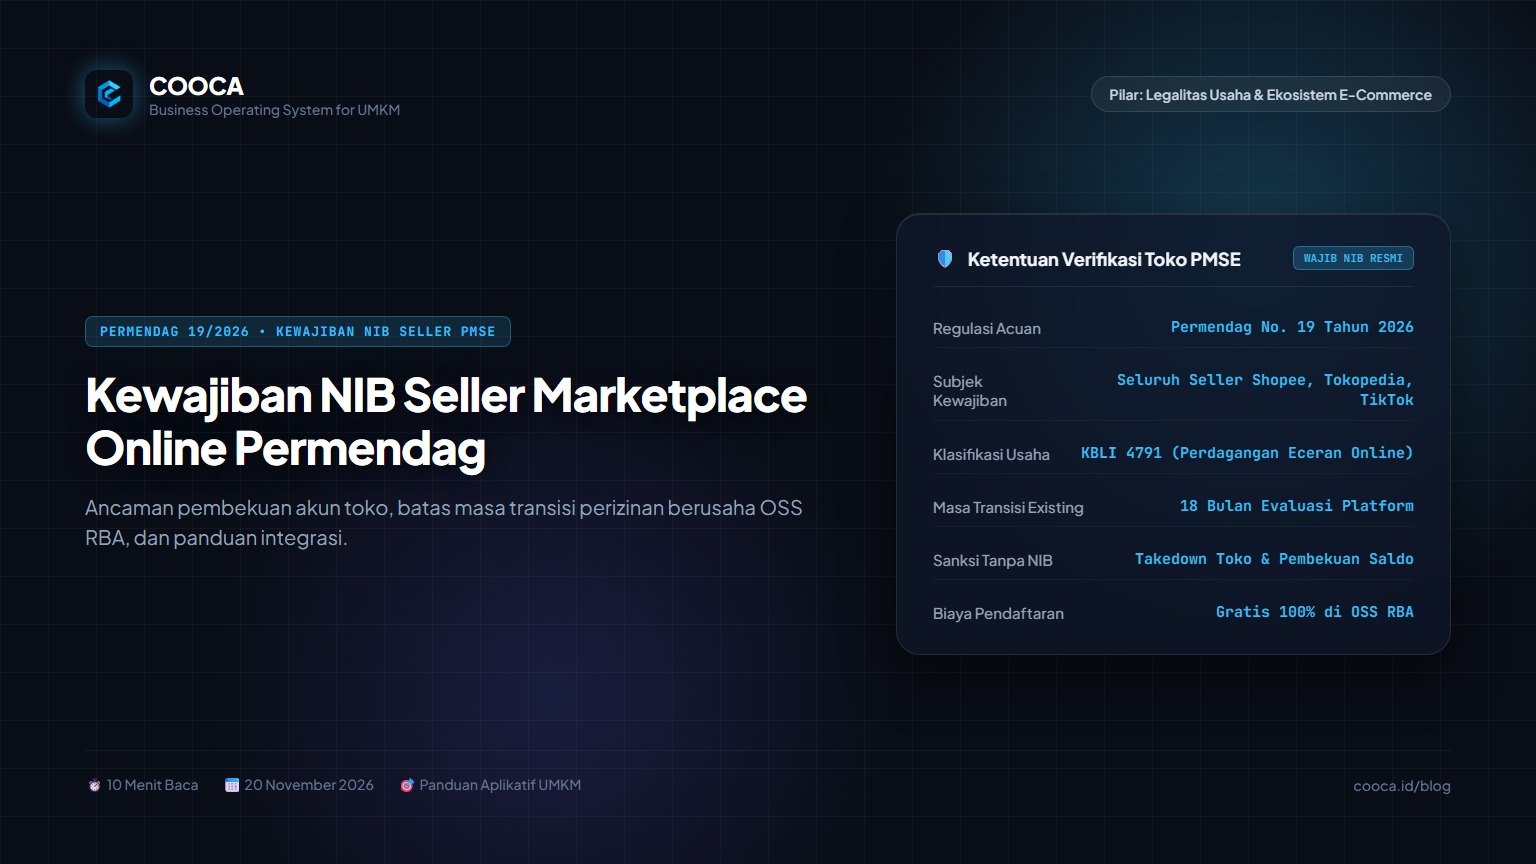 COOCA
Business Operating System for UMKM
Pilar: Legalitas Usaha & Ekosistem E-Commerce
PERMENDAG 19/2026 • KEWAJIBAN NIB SELLER PMSE
Kewajiban NIB Seller Marketplace
Online Permendag
Ancaman pembekuan akun toko, batas masa transisi perizinan berusaha OSS
RBA, dan panduan integrasi.
Ketentuan Verifikasi Toko PMSE
WAJIB NIB RESMI
Regulasi Acuan
Permendag No. 19 Tahun 2026
Subjek
Kewajiban
Seluruh Seller Shopee, Tokopedia,
TikTok
Klasifikasi Usaha
KBLI 4791 (Perdagangan Eceran Online)
Masa Transisi Existing
18 Bulan Evaluasi Platform
Sanksi Tanpa NIB
Takedown Toko & Pembekuan Saldo
Biaya Pendaftaran
Gratis 100% di OSS RBA
10 Menit Baca
20 November 2026
Panduan Aplikatif UMKM
cooca.id/blog